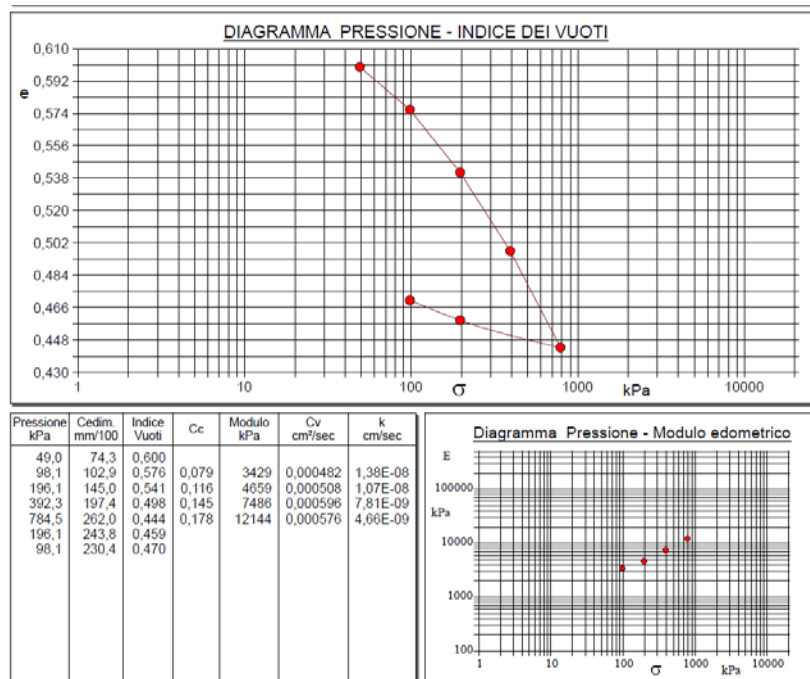 DIAGRAMMA PRESSIONE - INDICE DEI VUOTI
0,610
e
0,592
0,574
0,556
0,538
0,520
0,502
0,484
0,466
0,448
0,430
1 10 100 σ 1000 kPa 10000
Pressione kPa Cedim. mm/100 Indice Vuoti Cc Modulo kPa Cv cm²/sec k cm/sec
49,0 74,3 0,600
98,1 102,9 0,576 0,079 3429 0,000482 1,38E-08
196,1 145,0 0,541 0,116 4659 0,000508 1,07E-08
392,3 197,4 0,498 0,145 7486 0,000596 7,81E-09
784,5 262,0 0,444 0,178 12144 0,000576 4,66E-09
196,1 243,8 0,459
98,1 230,4 0,470
Diagramma Pressione - Modulo edometrico
E
100000
kPa
10000
1000
100
1 10 100 σ 1000 kPa 10000